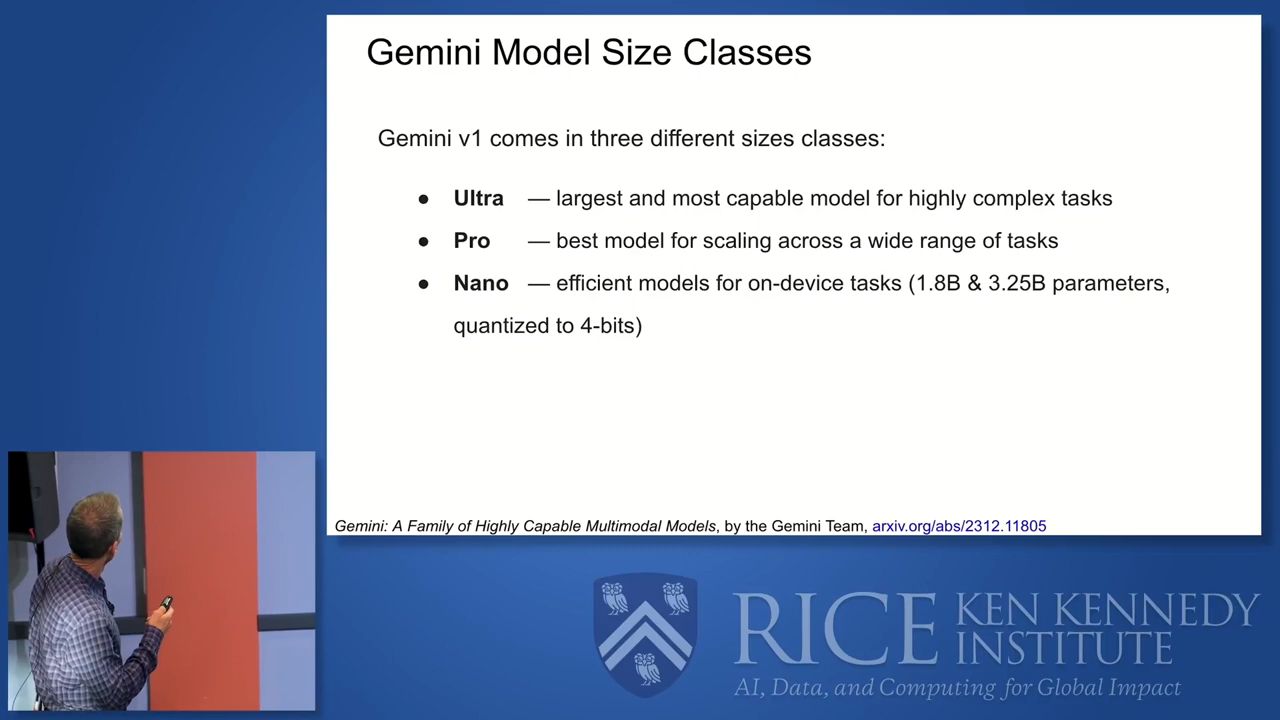 Gemini Model Size Classes
Gemini v1 comes in three different sizes classes:
● Ultra — largest and most capable model for highly complex tasks
● Pro — best model for scaling across a wide range of tasks
● Nano — efficient models for on-device tasks (1.8B & 3.25B parameters,
quantized to 4-bits)
Gemini: A Family of Highly Capable Multimodal Models, by the Gemini Team, arxiv.org/abs/2312.11805
RICE KEN KENNEDY
INSTITUTE
AI, Data, and Computing for Global Impact